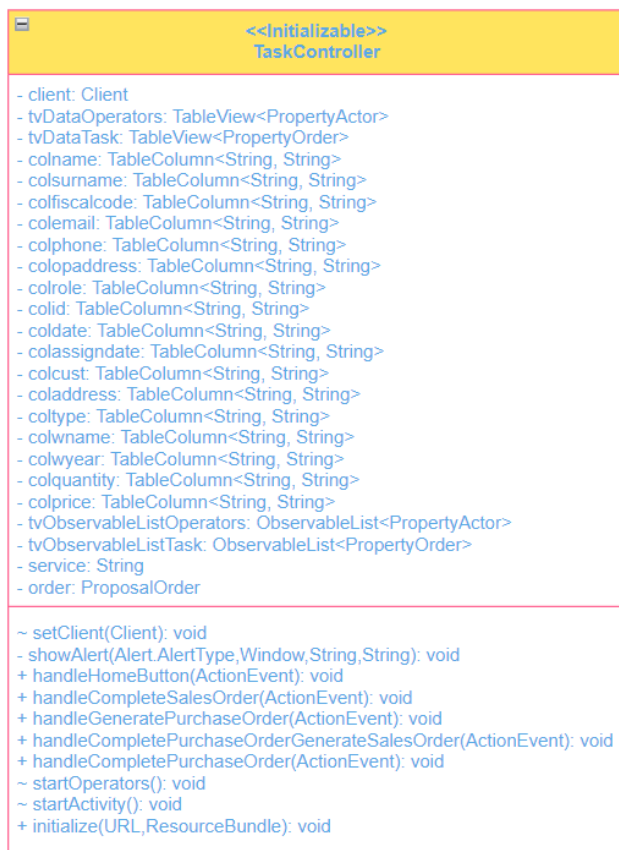 <<Initializable>>
TaskController
- client: Client
- tvDataOperators: TableView<PropertyActor>
- tvDataTask: TableView<PropertyOrder>
- colname: TableColumn<String, String>
- colsurname: TableColumn<String, String>
- colfiscalcode: TableColumn<String, String>
- colemail: TableColumn<String, String>
- colphone: TableColumn<String, String>
- colopaddress: TableColumn<String, String>
- colrole: TableColumn<String, String>
- colid: TableColumn<String, String>
- coldate: TableColumn<String, String>
- colassigndate: TableColumn<String, String>
- colcust: TableColumn<String, String>
- coladdress: TableColumn<String, String>
- coltype: TableColumn<String, String>
- colwname: TableColumn<String, String>
- colwyear: TableColumn<String, String>
- colquantity: TableColumn<String, String>
- colprice: TableColumn<String, String>
- tvObservableListOperators: ObservableList<PropertyActor>
- tvObservableListTask: ObservableList<PropertyOrder>
- service: String
- order: ProposalOrder
~ setClient(Client): void
- showAlert(Alert.AlertType,Window,String,String): void
+ handleHomeButton(ActionEvent): void
+ handleCompleteSalesOrder(ActionEvent): void
+ handleGeneratePurchaseOrder(ActionEvent): void
+ handleCompletePurchaseOrderGenerateSalesOrder(ActionEvent): void
+ handleCompletePurchaseOrder(ActionEvent): void
~ startOperators(): void
~ startActivity(): void
+ initialize(URL,ResourceBundle): void